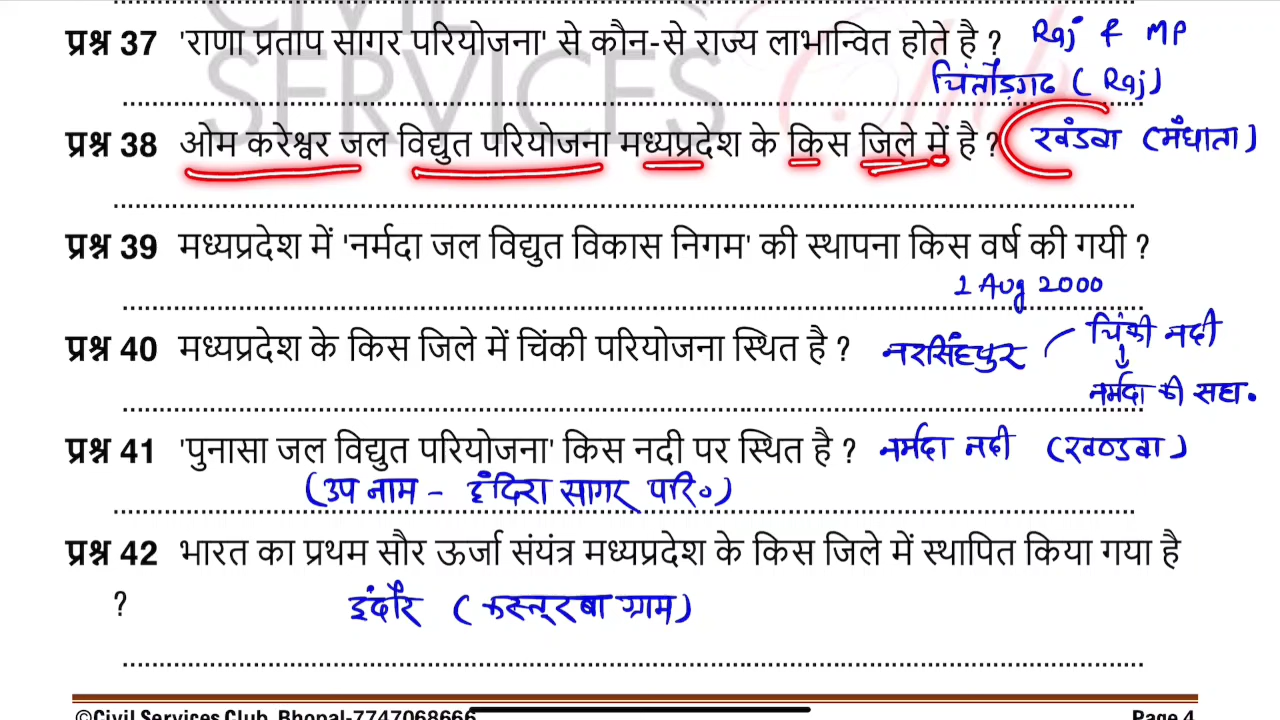 CIVIL
SERVICES Club
प्रश्न 37 'राणा प्रताप सागर परियोजना' से कौन-से राज्य लाभान्वित होते है ? Raj & MP
चित्तौड़गढ़ (Raj)
प्रश्न 38 ओम करेश्वर जल विद्युत परियोजना मध्यप्रदेश के किस जिले में है ? खंडवा (मंधाता)
प्रश्न 39 मध्यप्रदेश में 'नर्मदा जल विद्युत विकास निगम' की स्थापना किस वर्ष की गयी ?
1 Aug 2000
प्रश्न 40 मध्यप्रदेश के किस जिले में चिंकी परियोजना स्थित है ? नरसिंहपुर चिंकी नदी
नर्मदा की सहा.
प्रश्न 41 'पुनासा जल विद्युत परियोजना' किस नदी पर स्थित है ? नर्मदा नदी (खण्डवा)
(उप नाम - इंदिरा सागर परि०)
प्रश्न 42 भारत का प्रथम सौर ऊर्जा संयंत्र मध्यप्रदेश के किस जिले में स्थापित किया गया है
? इंदौर (कस्तूरबा ग्राम)
©Civil Services Club, Bhopal-7747068666 Page 4